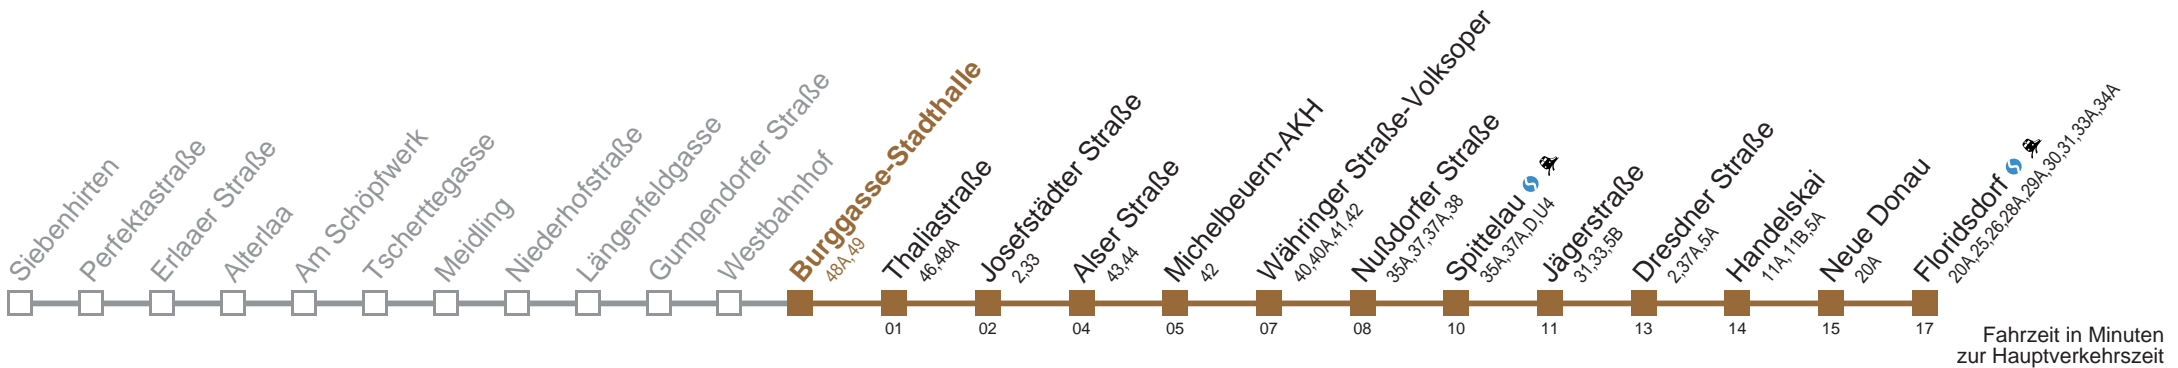 Siebenhirten
Perfektastraße
Erlaaer Straße
Alterlaa
Am Schöpfwerk
Tscherttegasse
Meidling
Niederhofstraße
Längenfeldgasse
Gumpendorfer Straße
Westbahnhof
Burggasse-Stadthalle
48A,49
Thaliastraße
46,48A
01
Josefstädter Straße
2,33
02
Alser Straße
43,44
04
Michelbeuern-AKH
42
05
Währinger Straße-Volksoper
40,40A,41,42
07
Nußdorfer Straße
35A,37,37A,38
08
Spittelau
35A,37A,D,U4
10
Jägerstraße
31,33,5B
11
Dresdner Straße
2,37A,5A
13
Handelskai
11A,11B,5A
14
Neue Donau
20A
15
Floridsdorf
20A,25,26,28A,29A,30,31,33A,34A
17
Fahrzeit in Minuten
zur Hauptverkehrszeit